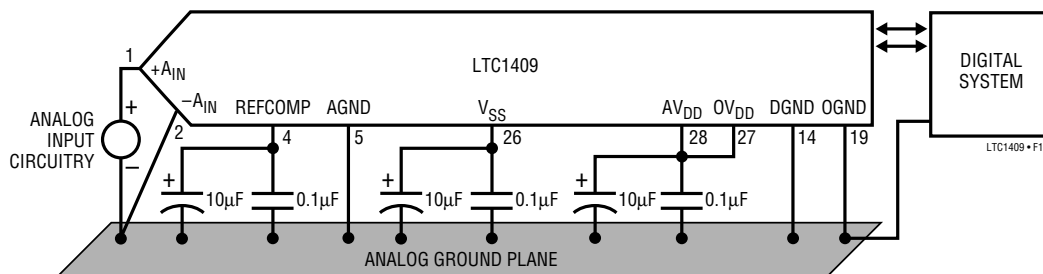 1
+AIN
LTC1409
DIGITAL
SYSTEM
−AIN
2
REFCOMP
AGND
VSS
AVDD
OVDD
DGND
OGND
4
5
26
28
27
14
19
LTC1409 • F1
+
ANALOG
INPUT
CIRCUITRY
−
+
10µF
0.1µF
+
10µF
0.1µF
+
10µF
0.1µF
ANALOG GROUND PLANE